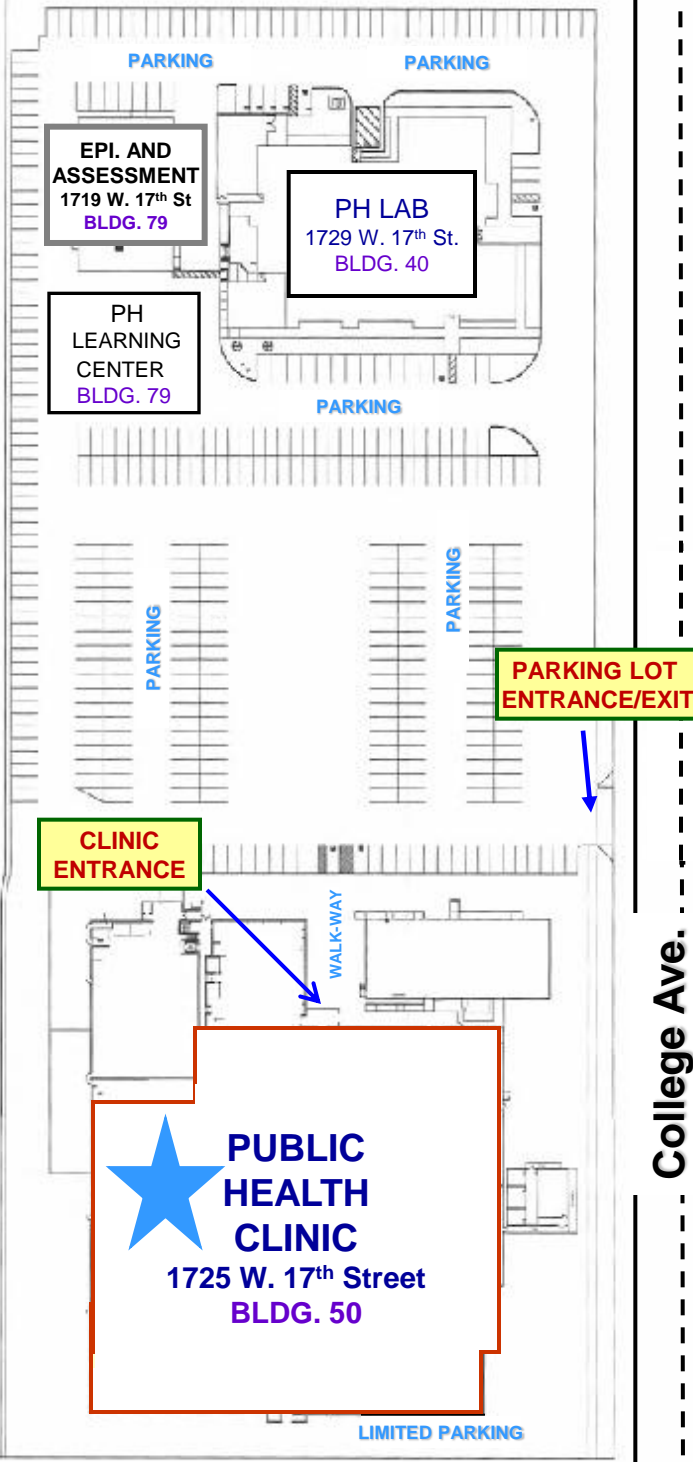 PARKING
PARKING
EPI. AND
ASSESSMENT
1719 W. 17th St
BLDG. 79
PH LAB
1729 W. 17th St.
BLDG. 40
PH
LEARNING
CENTER
BLDG. 79
PARKING
PARKING
PARKING
PARKING LOT
ENTRANCE/EXIT
CLINIC
ENTRANCE
WALK-WAY
College Ave.
PUBLIC
HEALTH
CLINIC
1725 W. 17th Street
BLDG. 50
LIMITED PARKING